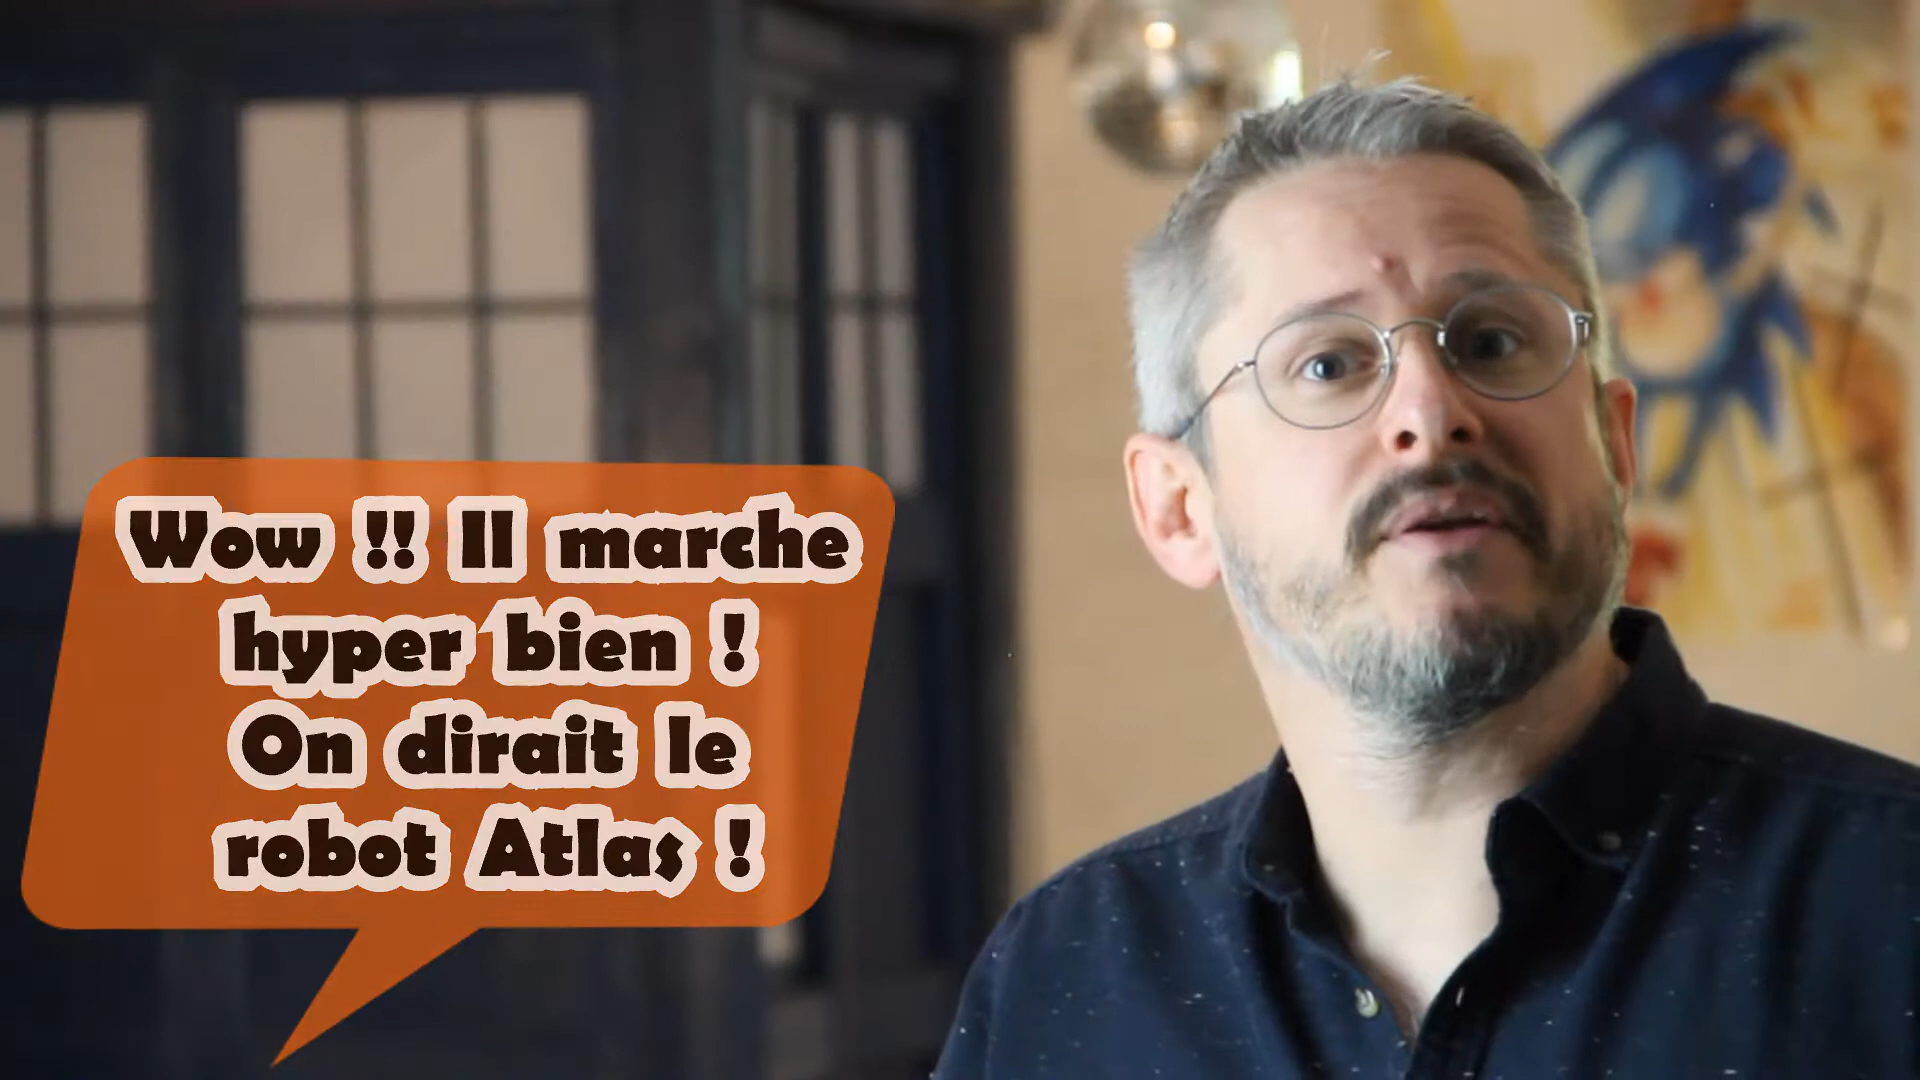 Wow !! Il marche
hyper bien !
On dirait le
robot Atlas !